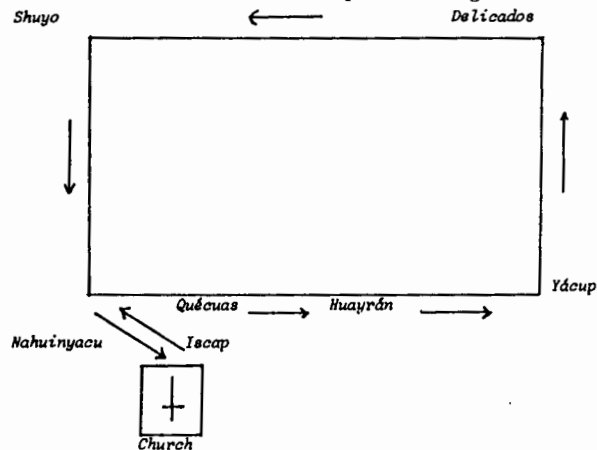 Shuyo Delicados
Yácup
Quécuas Huayrán
Nahuinyacu Iscap
Church